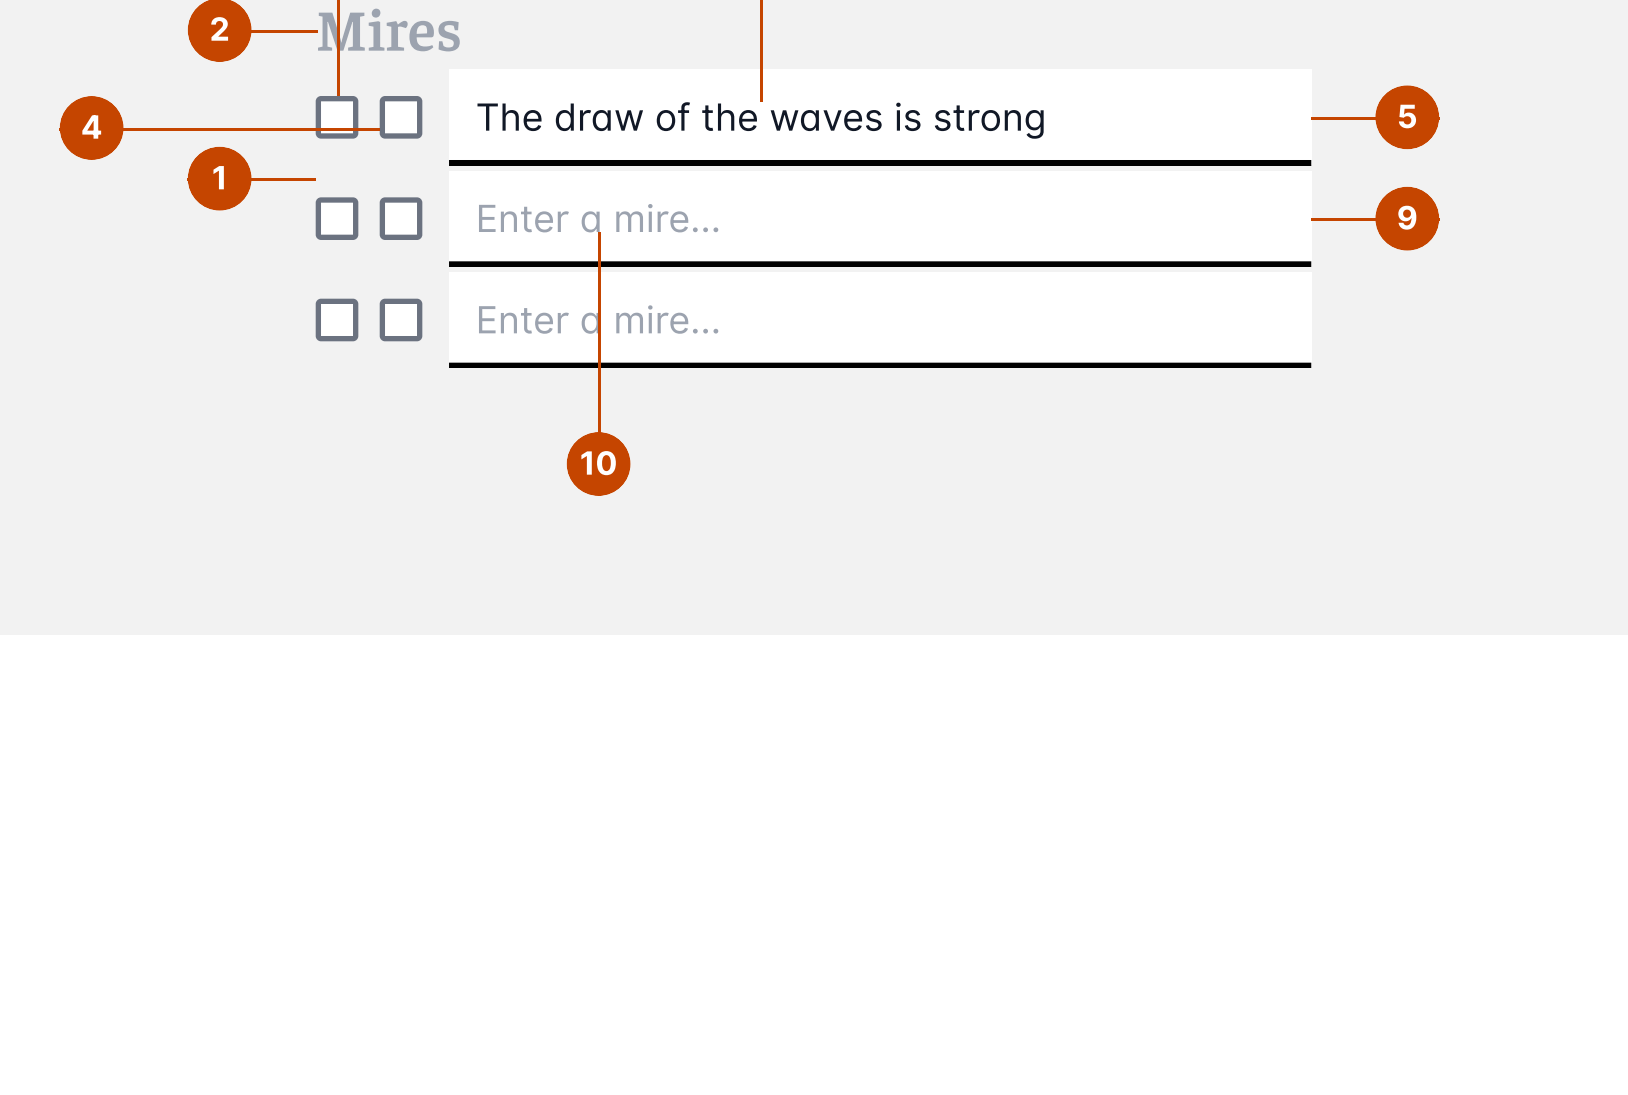 2
Mires
4
The draw of the waves is strong
5
1
Enter a mire...
9
Enter a mire...
10